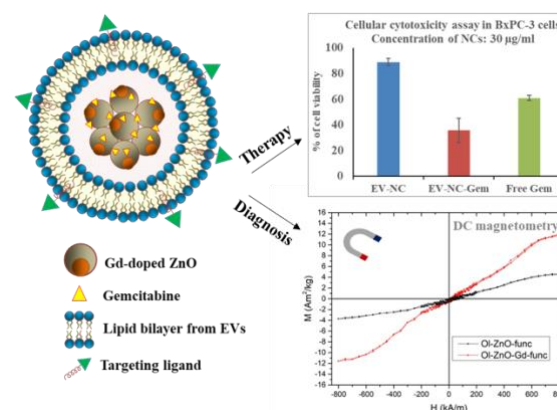 Cellular cytotoxicity assay in BxPC-3 cells
Concentration of NCs: 30 µg/ml
% of cell viability
100
80
60
40
20
0
EV-NC
EV-NC-Gem
Free Gem
Therapy
Diagnosis
Gd-doped ZnO
Gemcitabine
Lipid bilayer from EVs
Targeting ligand
DC magnetometry
M (Am²/kg)
16
14
12
10
8
6
4
2
0
-2
-4
-6
-8
-10
-12
-14
-16
Ol-ZnO-func
Ol-ZnO-Gd-func
-800
-600
-400
-200
0
200
400
600
800
H (kA/m)